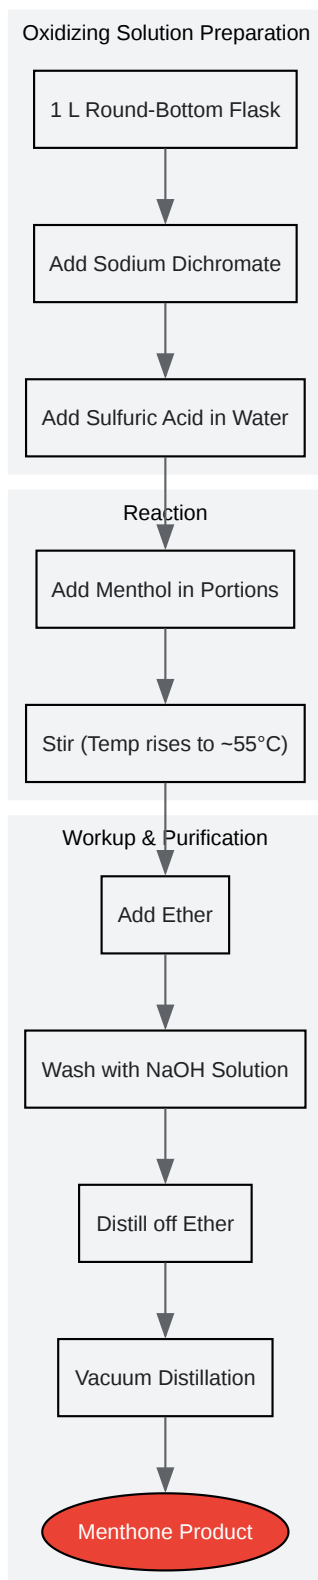 Oxidizing Solution Preparation
1 L Round-Bottom Flask
Add Sodium Dichromate
Add Sulfuric Acid in Water
Reaction
Add Menthol in Portions
Stir (Temp rises to ~55°C)
Workup & Purification
Add Ether
Wash with NaOH Solution
Distill off Ether
Vacuum Distillation
Menthone Product